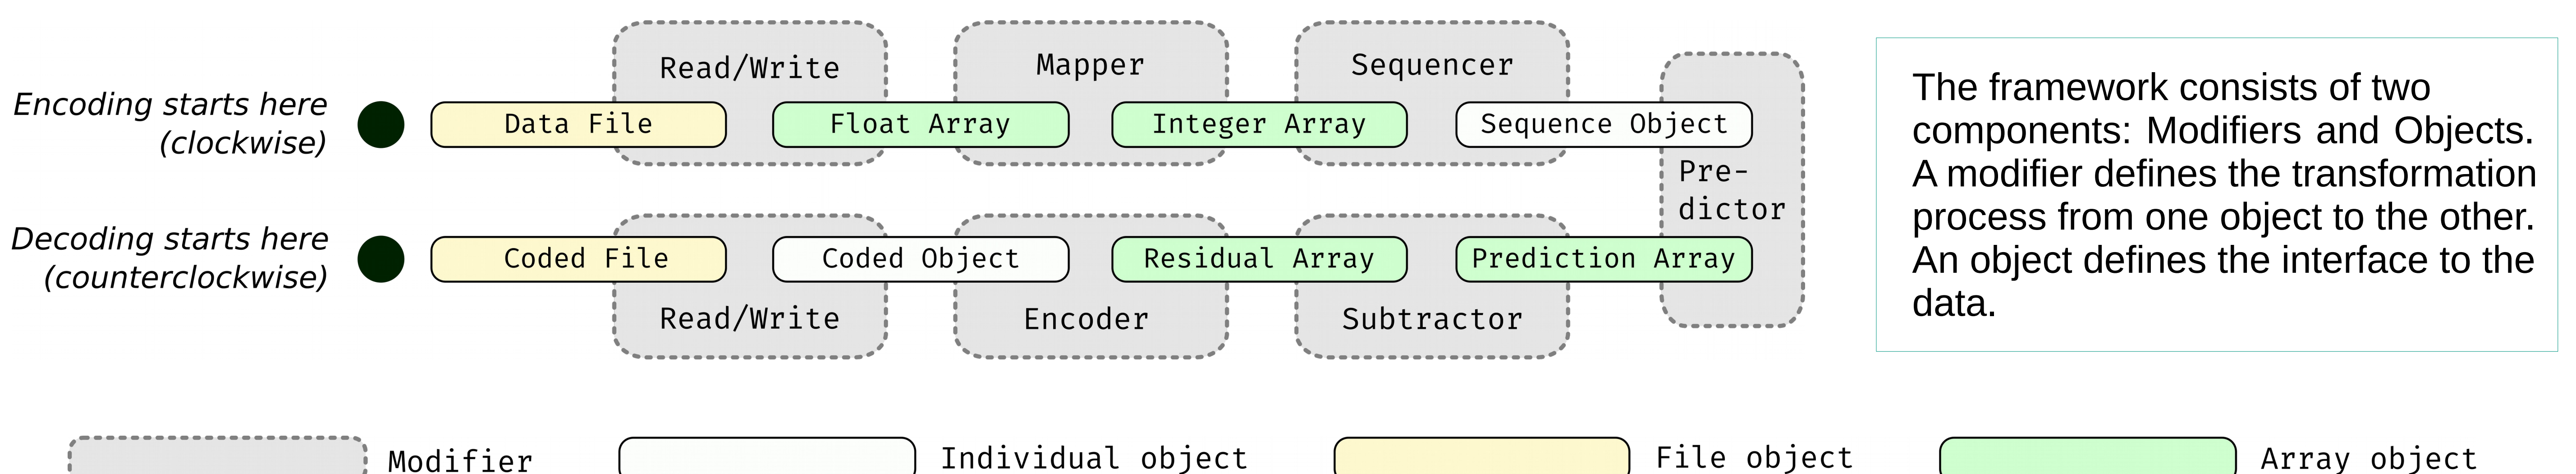 Read/Write
Mapper
Sequencer
Encoding starts here
(clockwise)
Data File
Float Array
Integer Array
Sequence Object
Pre-
dictor
Decoding starts here
(counterclockwise)
Coded File
Coded Object
Residual Array
Prediction Array
Read/Write
Encoder
Subtractor
The framework consists of two
components: Modifiers and Objects.
A modifier defines the transformation
process from one object to the other.
An object defines the interface to the
data.
Modifier
Individual object
File object
Array object